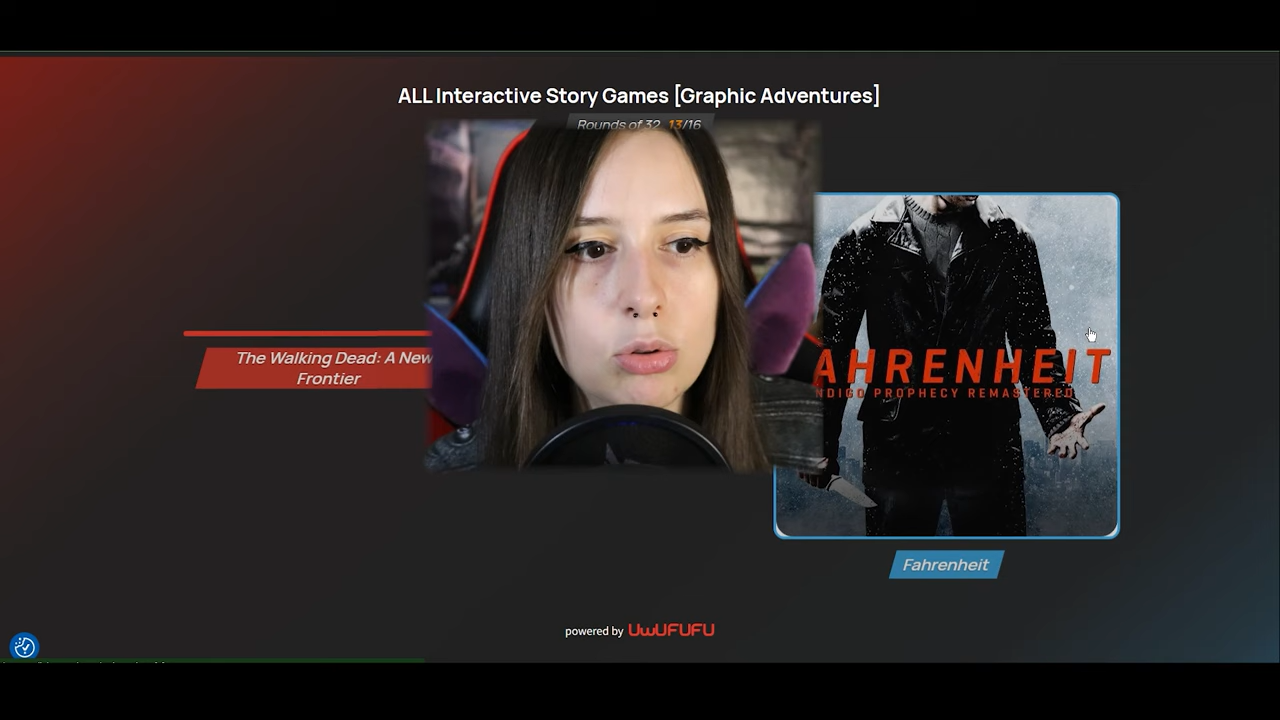 ALL Interactive Story Games [Graphic Adventures]
Rounds of 32 13/16
The Walking Dead: A New
Frontier
AHRENHEIT
NDIGO PROPHECY REMASTERED
Fahrenheit
powered by UWUFUFU